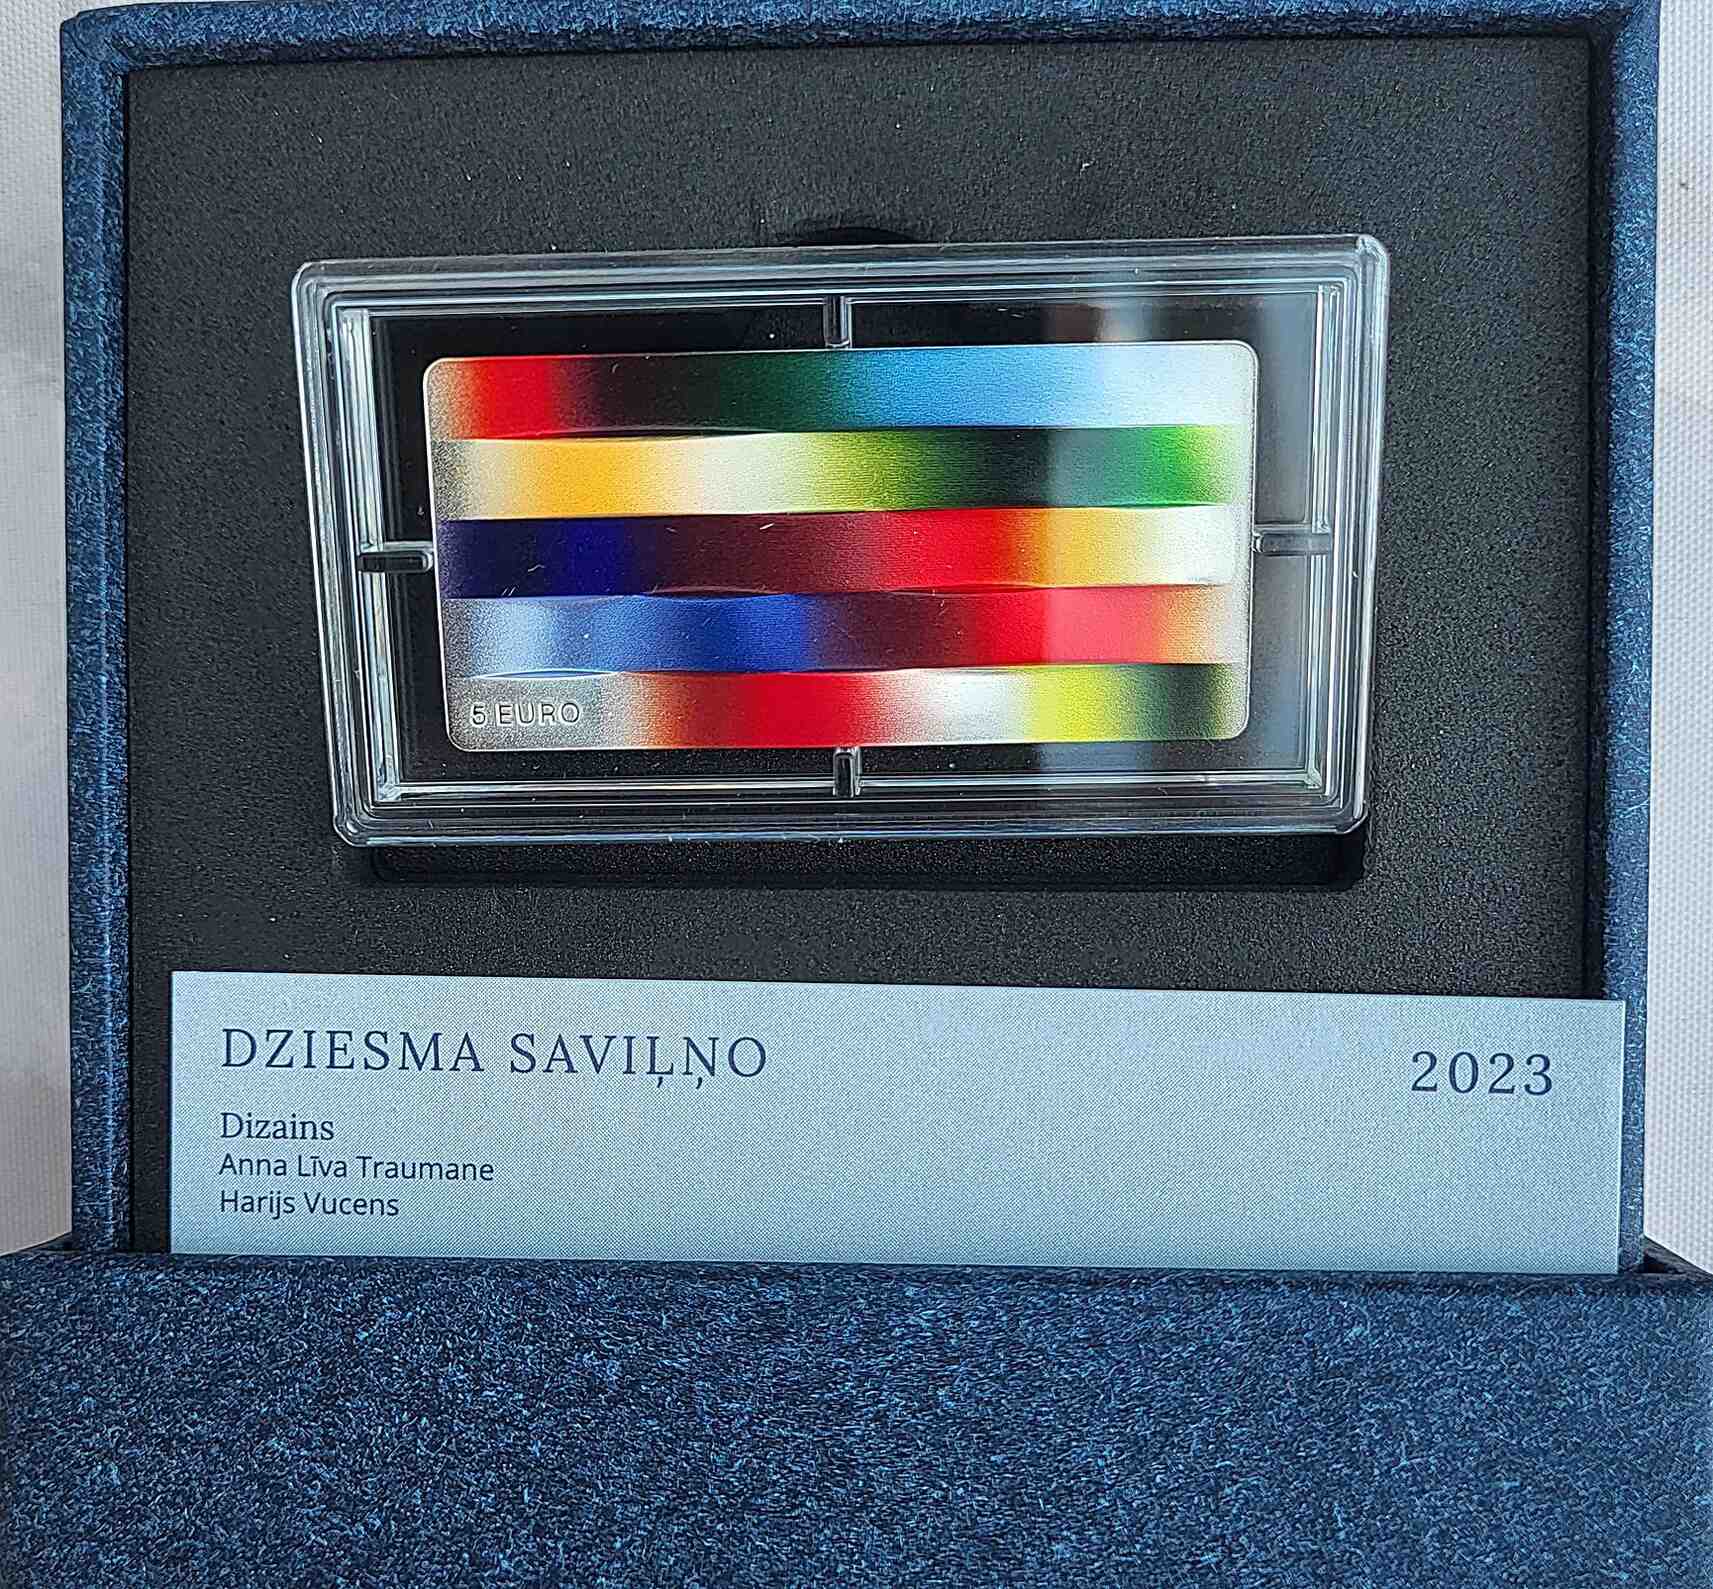 5 EURO
DZIESMA SAVIĻŅO
2023
Dizains
Anna Līva Traumane
Harijs Vucens